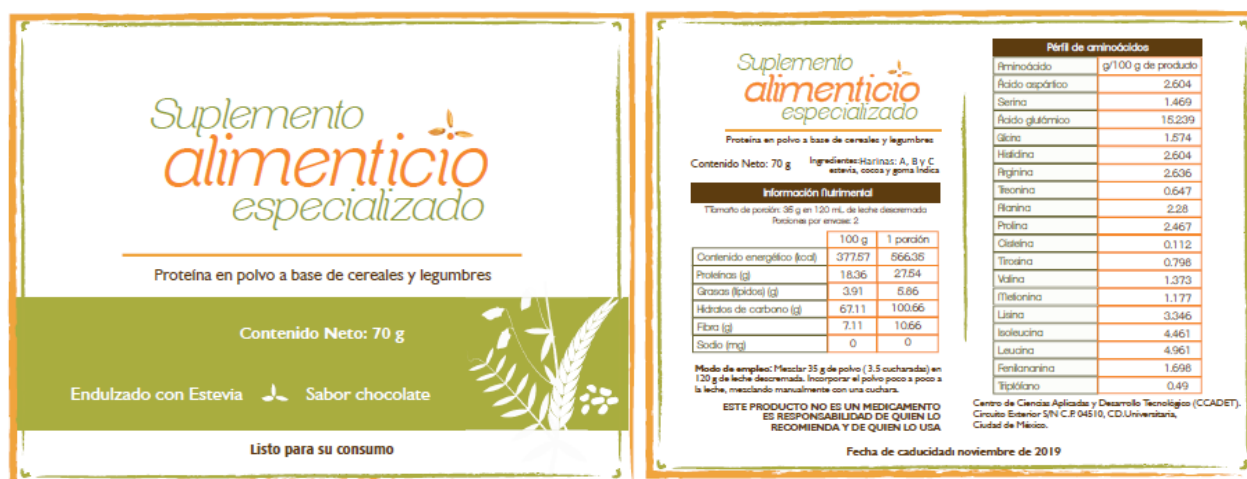 Suplemento
alimenticio
especializado
Proteína en polvo a base de cereales y legumbres
Contenido Neto: 70 g
Endulzado con Estevia Sabor chocolate
Listo para su consumo
Suplemento
alimenticio
especializado
Proteína en polvo a base de cereales y legumbres
Contenido Neto: 70 g
Ingredientes:Harinas: A, B y C
estevia, cocoa y goma Indica
Información Nutrimental
TTamaño de porción: 35 g en 120 mL de leche descremada
Porciones por envase: 2
100 g 1 porción
Contenido energético (kcal) 377.57 566.35
Proteínas (g) 18.36 27.54
Grasas (lípidos) (g) 3.91 5.86
Hidratos de carbono (g) 67.11 100.66
Fibra (g) 7.11 10.66
Sodio (mg) 0 0
Modo de empleo: Mezclar 35 g de polvo ( 3.5 cucharadas) en
120 g de leche descremada. Incorporar el polvo poco a poco a
la leche, mezclando manualmente con una cuchara.
ESTE PRODUCTO NO ES UN MEDICAMENTO
ES RESPONSABILIDAD DE QUIEN LO
RECOMIENDA Y DE QUIEN LO USA
Pérfil de aminoácidos
Aminoácido g/100 g de producto
Ácido aspártico 2.604
Serina 1.469
Ácido glutámico 15.239
Glicina 1.574
Histidina 2.604
Arginina 2.636
Treonina 0.647
Alanina 2.28
Prolina 2.467
Cisteína 0.112
Tirosina 0.798
Valina 1.373
Metionina 1.177
Lisina 3.346
Isoleucina 4.461
Leucina 4.961
Fenilananina 1.698
Triptófano 0.49
Centro de Ciencias Aplicadas y Desarrollo Tecnológico (CCADET).
Circuito Exterior S/N C.P. 04510, CD.Universitaria,
Ciudad de México.
Fecha de caducidad: noviembre de 2019